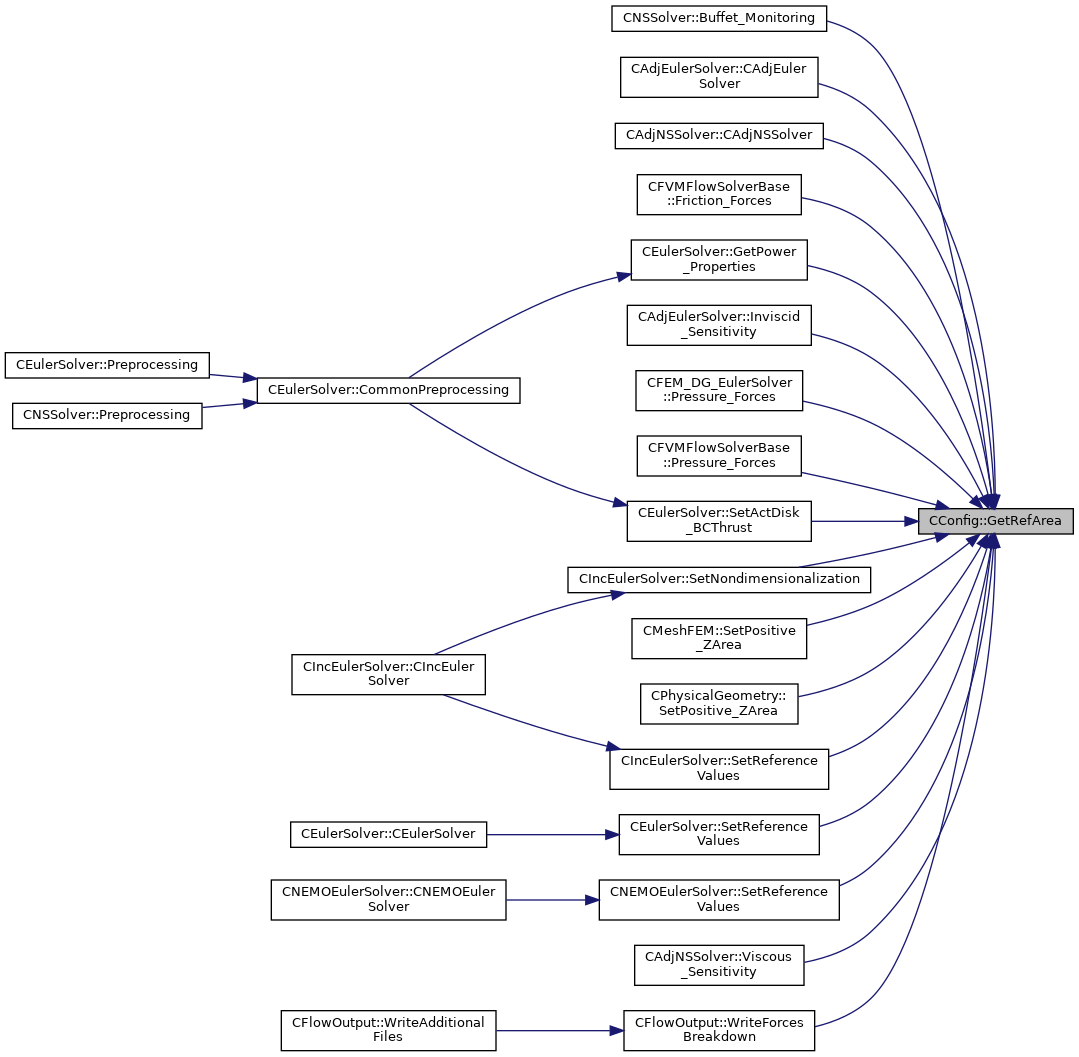 CNSSolver::Buffet_Monitoring
CAdjEulerSolver::CAdjEuler
Solver
CAdjNSSolver::CAdjNSSolver
CFVMFlowSolverBase
::Friction_Forces
CEulerSolver::GetPower
_Properties
CAdjEulerSolver::Inviscid
_Sensitivity
CEulerSolver::Preprocessing
CEulerSolver::CommonPreprocessing
CFEM_DG_EulerSolver
::Pressure_Forces
CNSSolver::Preprocessing
CFVMFlowSolverBase
::Pressure_Forces
CEulerSolver::SetActDisk
_BCThrust
CConfig::GetRefArea
CIncEulerSolver::SetNondimensionalization
CMeshFEM::SetPositive
_ZArea
CIncEulerSolver::CIncEuler
Solver
CPhysicalGeometry::
SetPositive_ZArea
CIncEulerSolver::SetReference
Values
CEulerSolver::CEulerSolver
CEulerSolver::SetReference
Values
CNEMOEulerSolver::CNEMOEuler
Solver
CNEMOEulerSolver::SetReference
Values
CAdjNSSolver::Viscous
_Sensitivity
CFlowOutput::WriteAdditional
Files
CFlowOutput::WriteForces
Breakdown